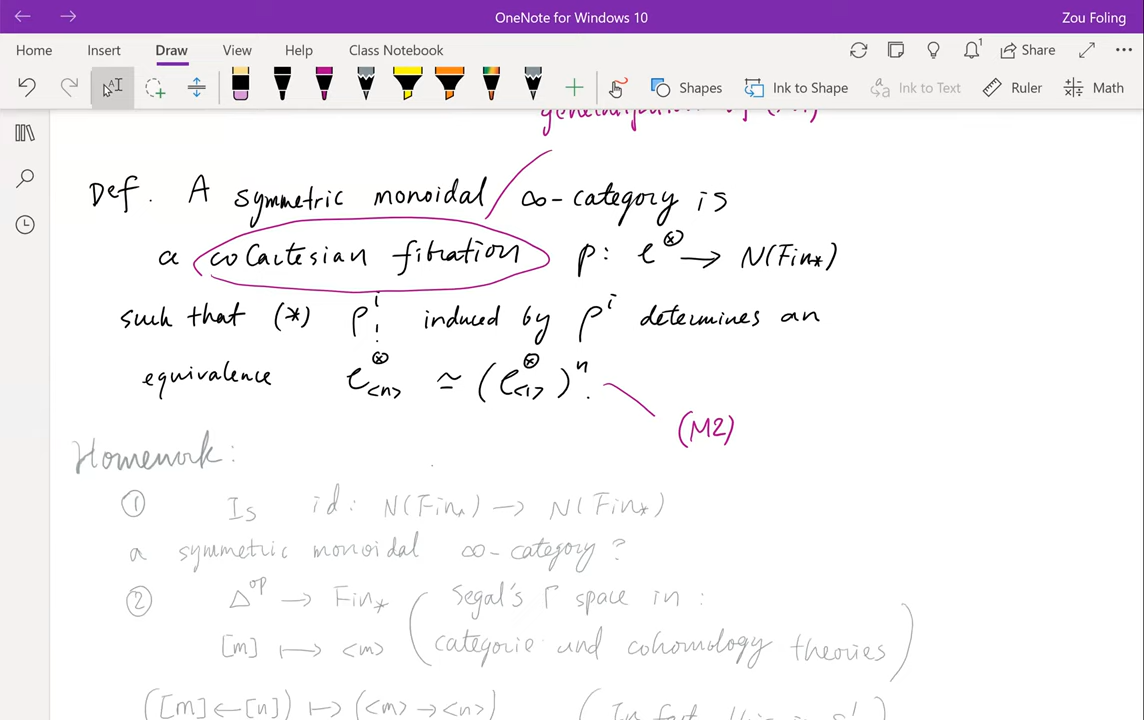 OneNote for Windows 10
Zou Foling
Home Insert Draw View Help Class Notebook
1 Share
Shapes Ink to Shape Ink to Text Ruler Math
Def. A symmetric monoidal ∞-category is
a coCartesian fibration p: C^⊗ → N(Fin*)
such that (*) ρ^i_! induced by ρ^i determines an
equivalence C^⊗_<n> ≃ (C^⊗_<1>)^n.
(M2)
Homework:
① Is id: N(Fin*) → N(Fin*)
a symmetric monoidal ∞-category?
② Δ^op → Fin* (Segal's Γ space in:
[m] ↦ <m> categorie and cohomology theories)
([m] ← [n]) ↦ (<m> → <n>)